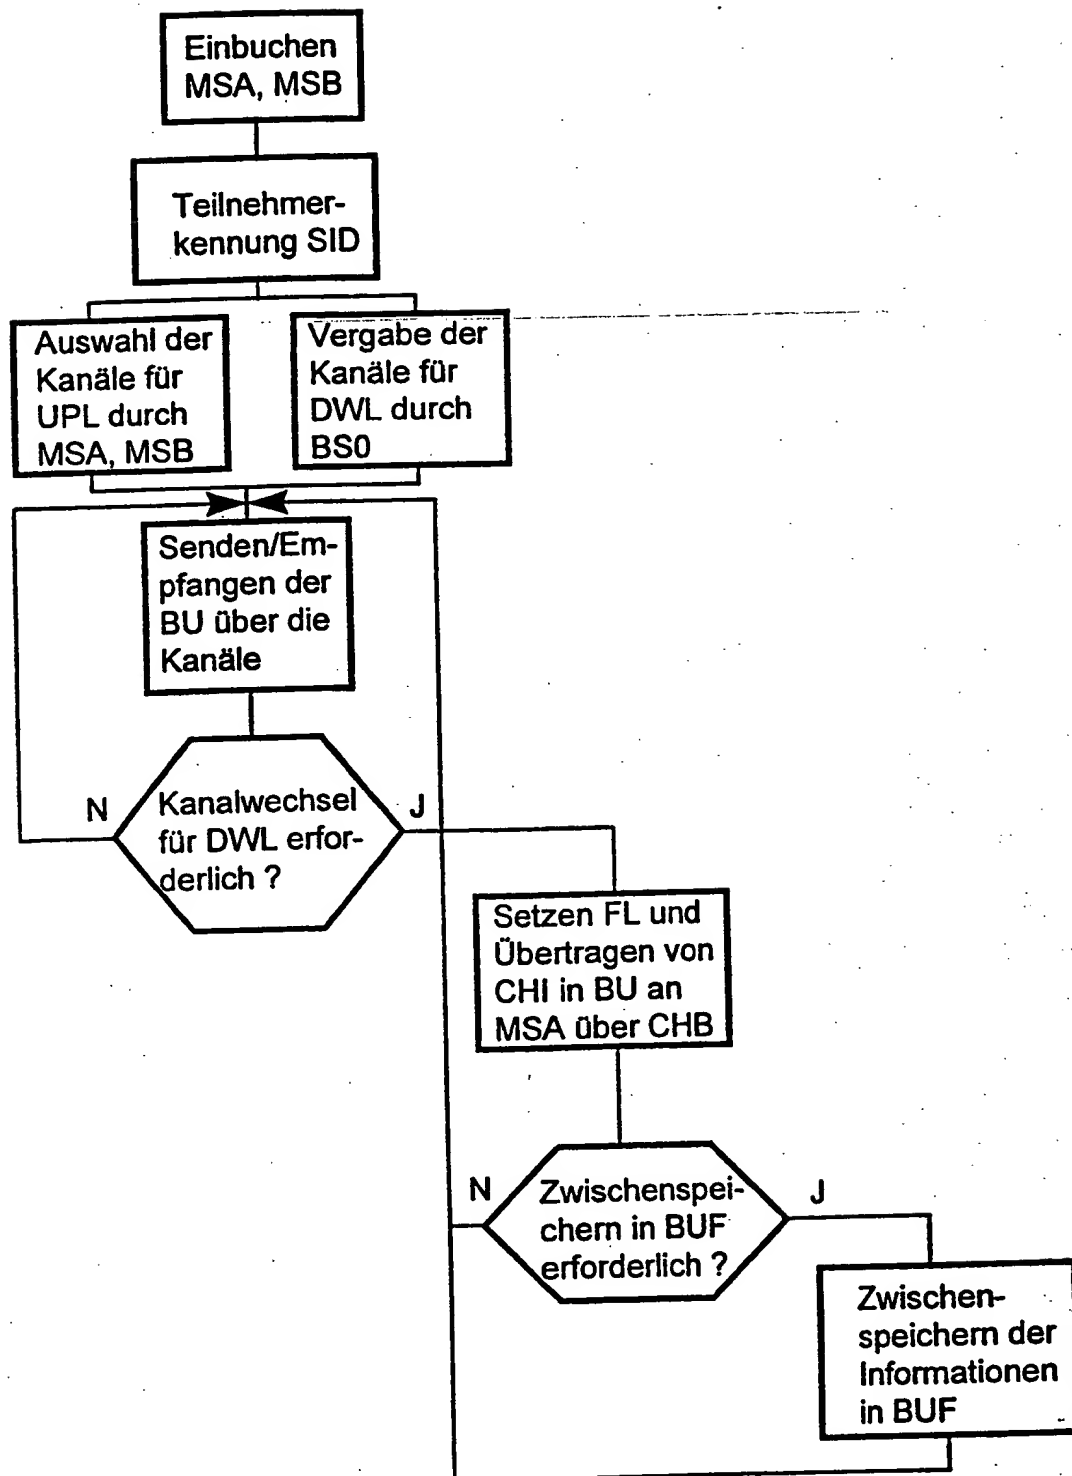 Einbuchen
MSA, MSB
Teilnehmer-
kennung SID
Auswahl der
Kanäle für
UPL durch
MSA, MSB
Vergabe der
Kanäle für
DWL durch
BS0
Senden/Em-
pfangen der
BU über die
Kanäle
N
Kanalwechsel
für DWL erfor-
derlich ?
J
Setzen FL und
Übertragen von
CHI in BU an
MSA über CHB
N
Zwischenspei-
chern in BUF
erforderlich ?
J
Zwischen-
speichern der
Informationen
in BUF